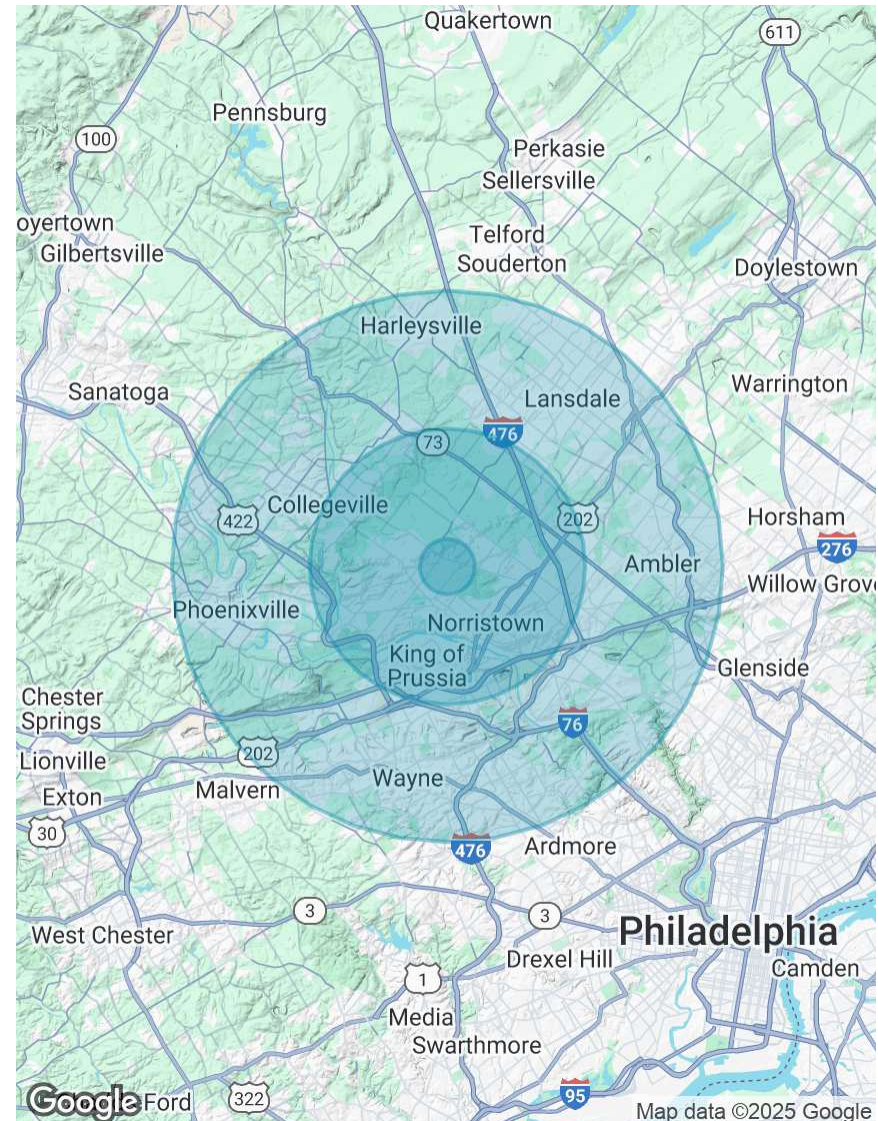 Quakertown
611
Pennsburg
100
Perkasie
Sellersville
oyertown
Gilbertsville
Telford
Souderton
Doylestown
Harleysville
Sanatoga
Lansdale
Warrington
73
476
Collegeville
422
202
Horsham
276
Ambler
Willow Grove
Phoenixville
Norristown
King of
Prussia
Glenside
Chester
Springs
76
202
Lionville
Wayne
Exton
Malvern
30
476
Ardmore
3
3
West Chester
Philadelphia
Drexel Hill
Camden
1
Media
Swarthmore
95
Google
Ford
322
Map data ©2025 Google